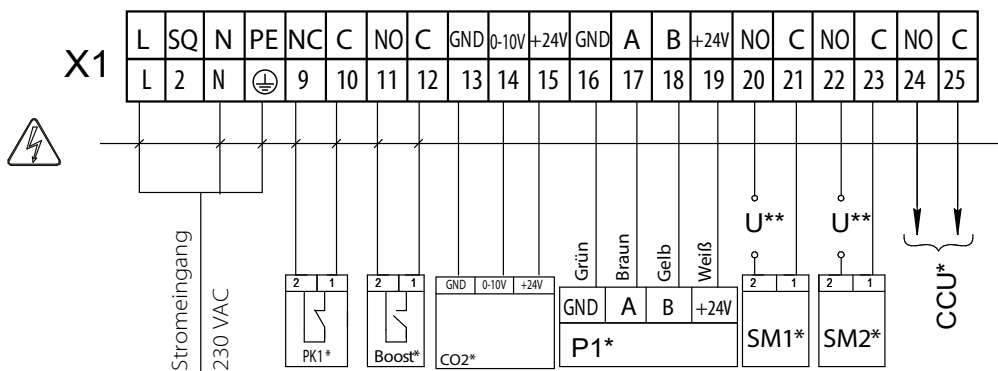 X1
L SQ N PE NC C NO C GND 0-10V +24V GND A B +24V NO C NO C NO C
L 2 N 9 10 11 12 13 14 15 16 17 18 19 20 21 22 23 24 25
Stromeingang
230 VAC
2 1
PK1*
2 1
Boost*
GND 0-10V +24V
CO2*
Grün
Braun
Gelb
Weiß
GND A B +24V
P1*
U**
2 1
SM1*
U**
2 1
SM2*
CCU*